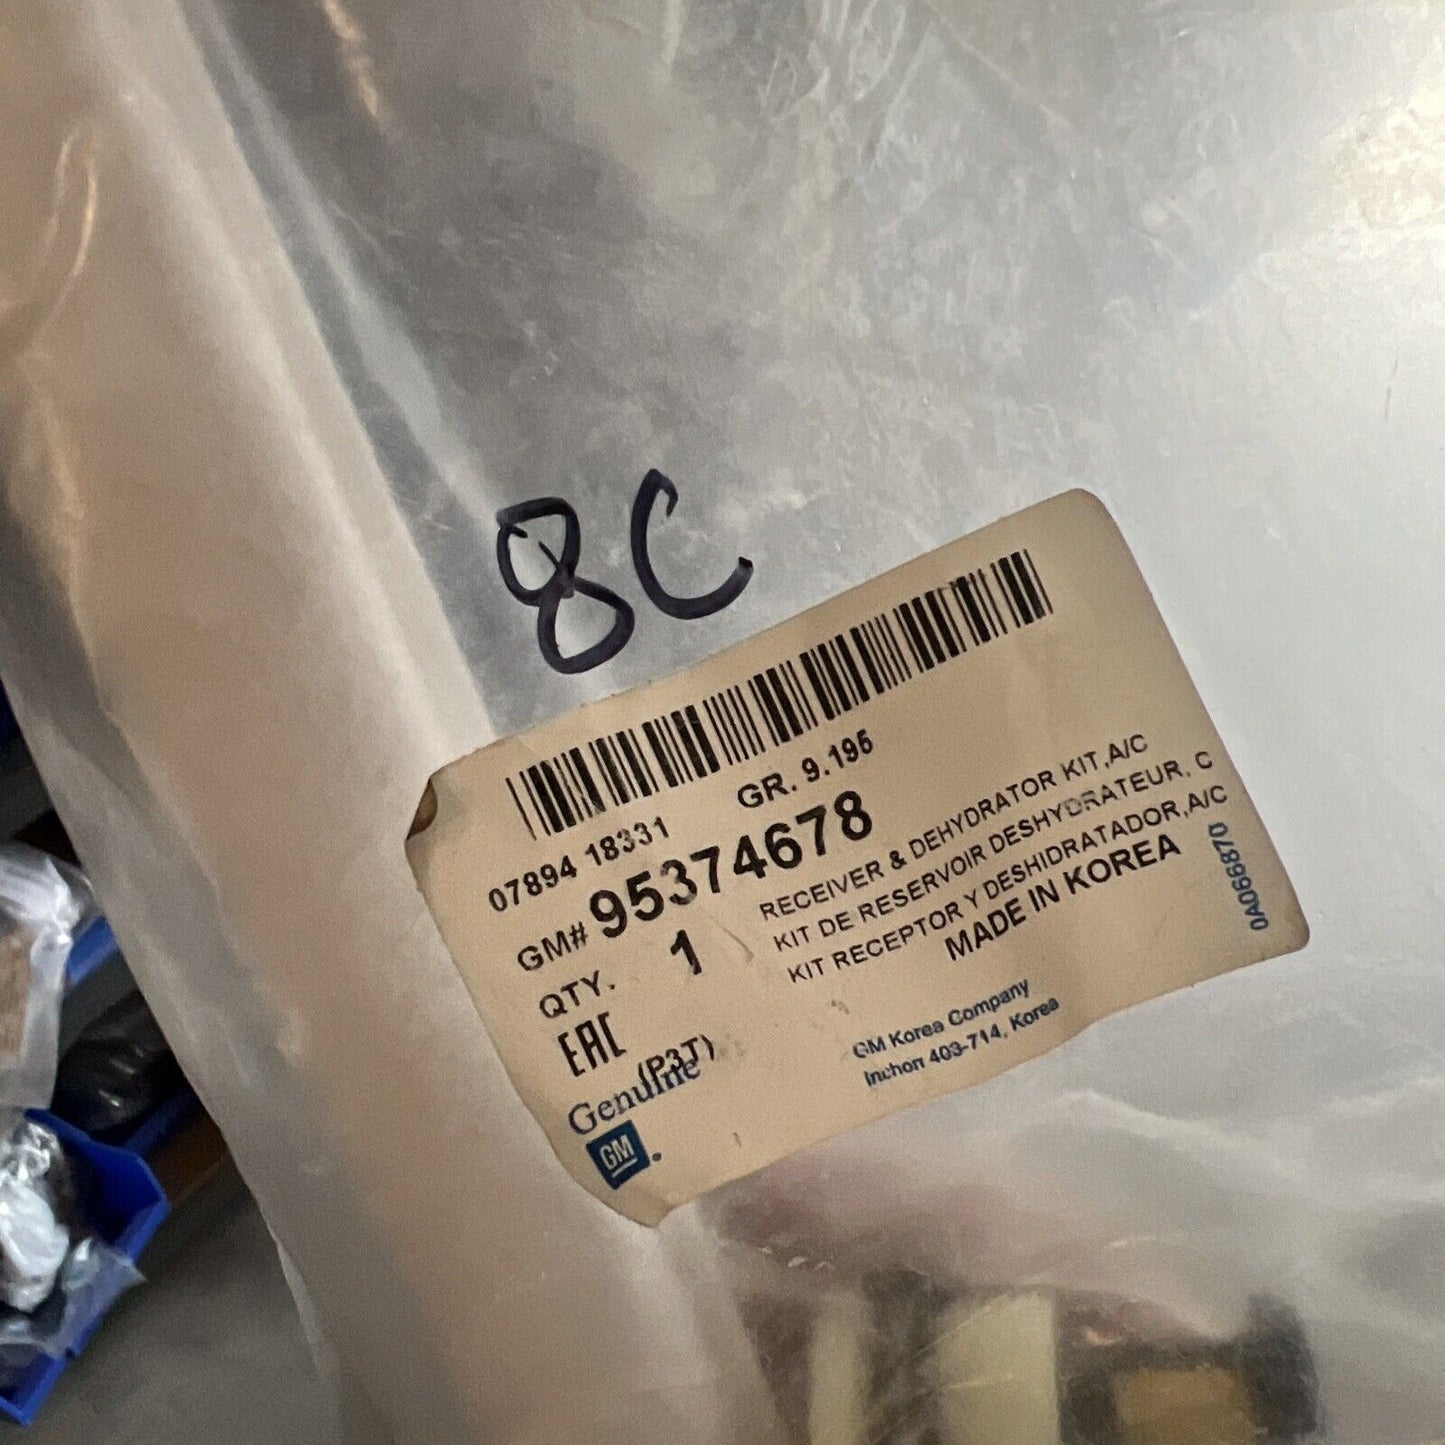 8C
07894 18331
GR. 9.195
GM# 95374678
QTY. 1
RECEIVER & DEHYDRATOR KIT,A/C
KIT DE RESERVOIR DESHYDRATEUR, C
KIT RECEPTOR Y DESHIDRATADOR,A/C
MADE IN KOREA
0A066870
EAC
(P3T)
Genuine
GM
GM Korea Company
Inchon 403-714, Korea